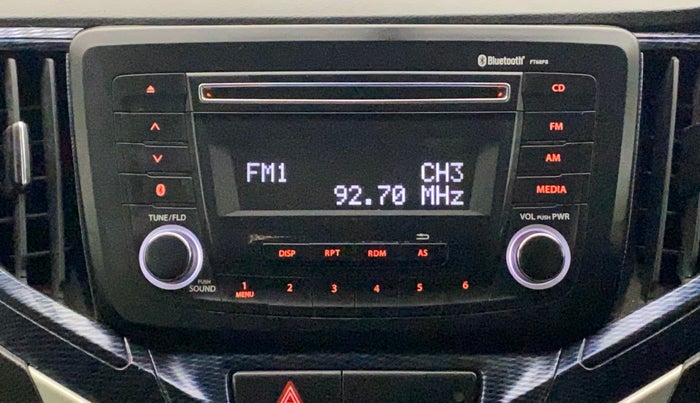 Bluetooth® FT68PB
CD
FM
AM
MEDIA
FM1 CH3
92.70 MHz
TUNE/FLD
VOL PUSH PWR
DISP RPT RDM AS
PUSH
SOUND
1 2 3 4 5 6
MENU